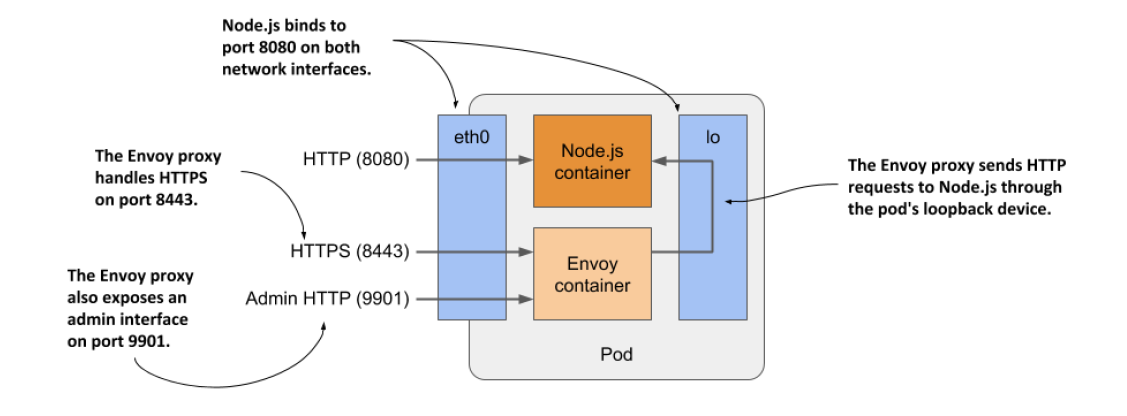 Node.js binds to
port 8080 on both
network interfaces.
eth0
lo
HTTP (8080)
Node.js
container
The Envoy proxy
handles HTTPS
on port 8443.
The Envoy proxy sends HTTP
requests to Node.js through
the pod's loopback device.
HTTPS (8443)
Envoy
container
The Envoy proxy
also exposes an
admin interface
on port 9901.
Admin HTTP (9901)
Pod